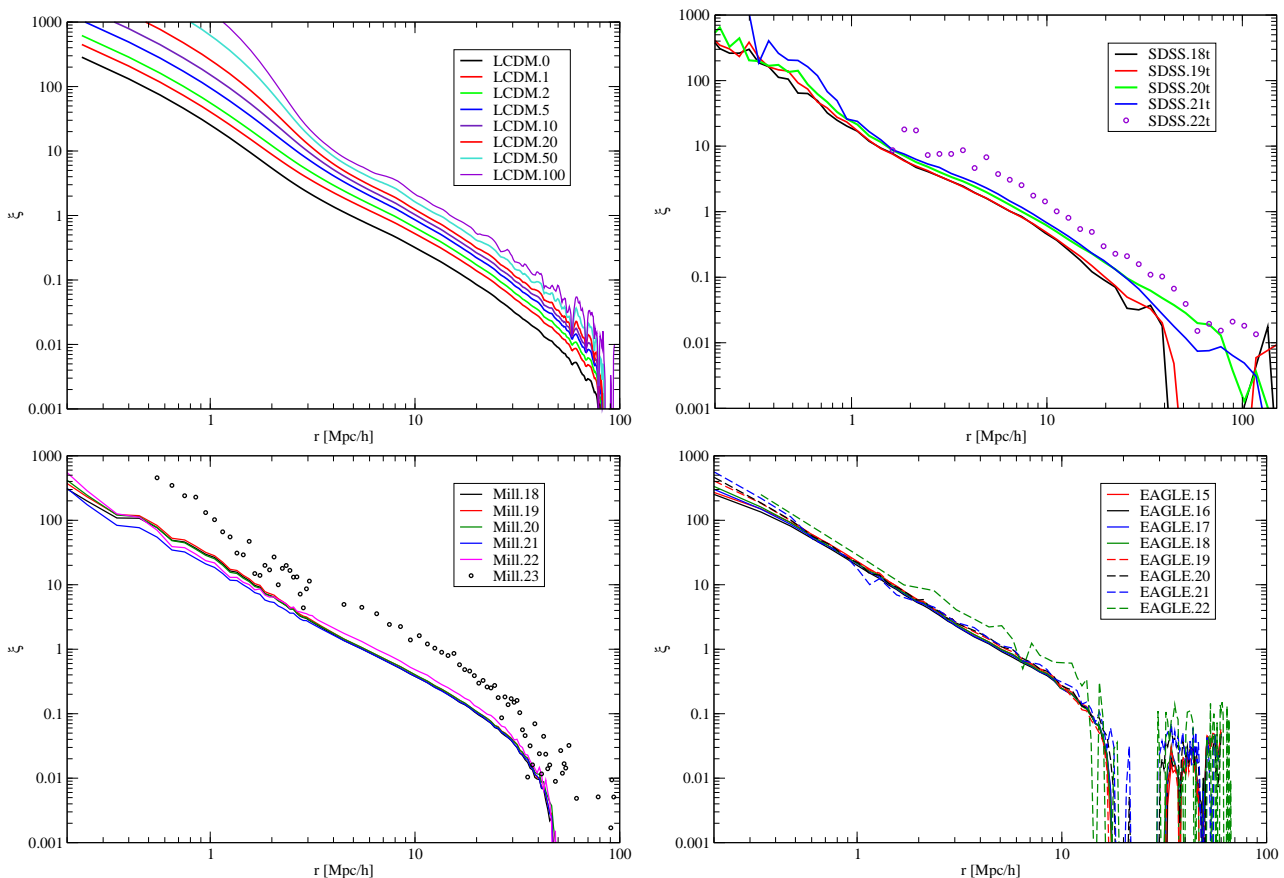 1000
100
10
1
0.1
0.01
0.001
ξ
1
10
100
r [Mpc/h]
LCDM.0
LCDM.1
LCDM.2
LCDM.5
LCDM.10
LCDM.20
LCDM.50
LCDM.100
1000
100
10
1
0.1
0.01
0.001
ξ
1
10
100
r [Mpc/h]
SDSS.18t
SDSS.19t
SDSS.20t
SDSS.21t
SDSS.22t
1000
100
10
1
0.1
0.01
0.001
ξ
1
10
100
r [Mpc/h]
Mill.18
Mill.19
Mill.20
Mill.21
Mill.22
Mill.23
1000
100
10
1
0.1
0.01
0.001
ξ
1
10
100
r [Mpc/h]
EAGLE.15
EAGLE.16
EAGLE.17
EAGLE.18
EAGLE.19
EAGLE.20
EAGLE.21
EAGLE.22